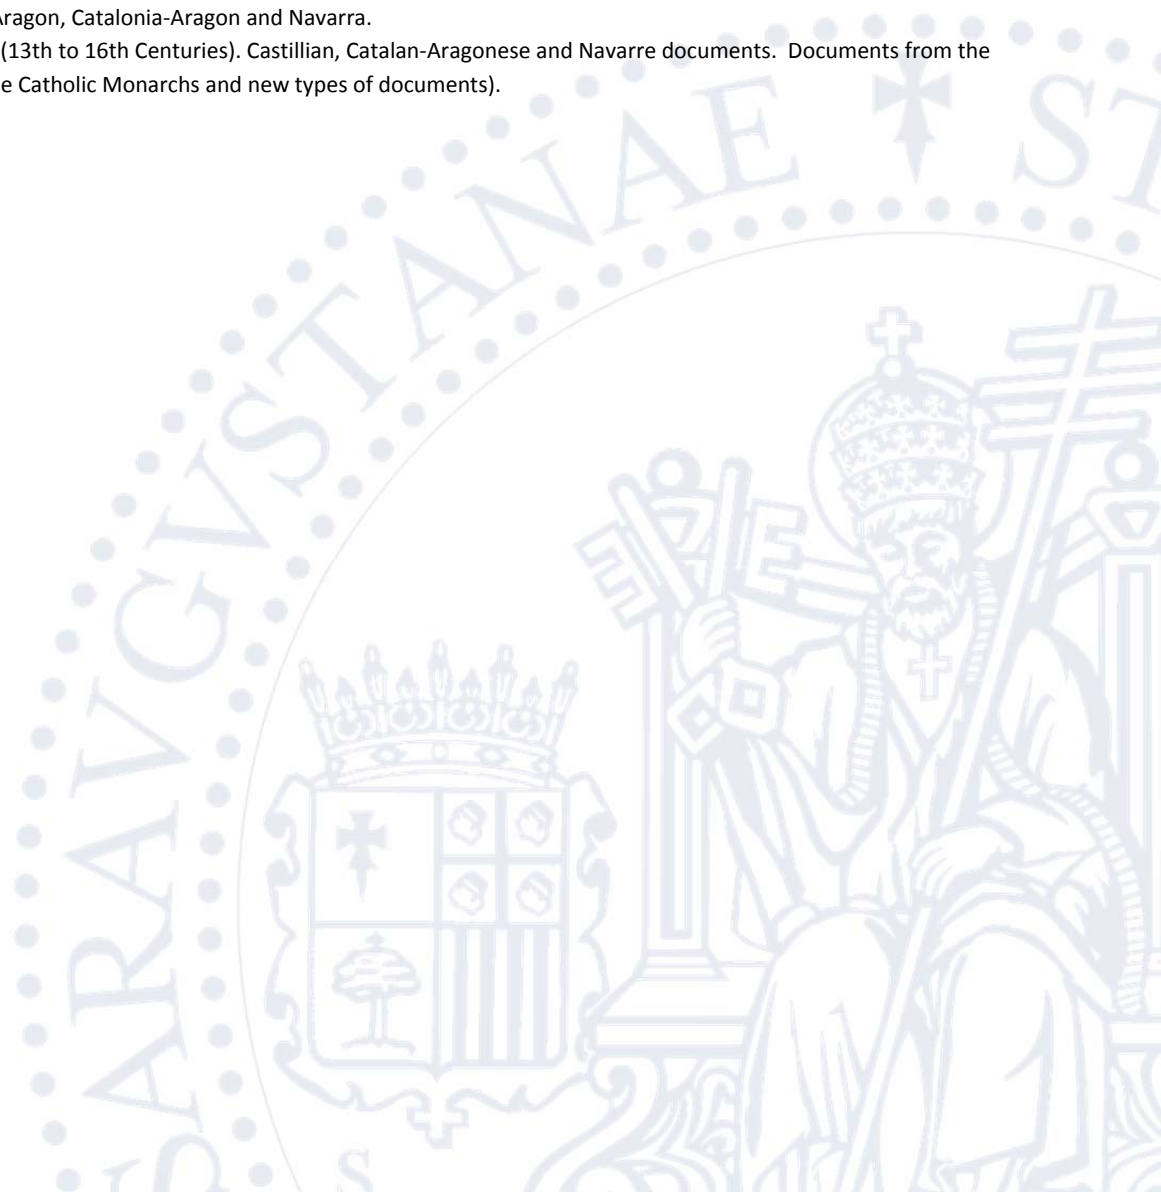 Aragon, Catalonia-Aragon and Navarra.
(13th to 16th Centuries). Castillian, Catalan-Aragonese and Navarre documents.  Documents from the
e Catholic Monarchs and new types of documents).
SARAVGVSTANAE ST
S